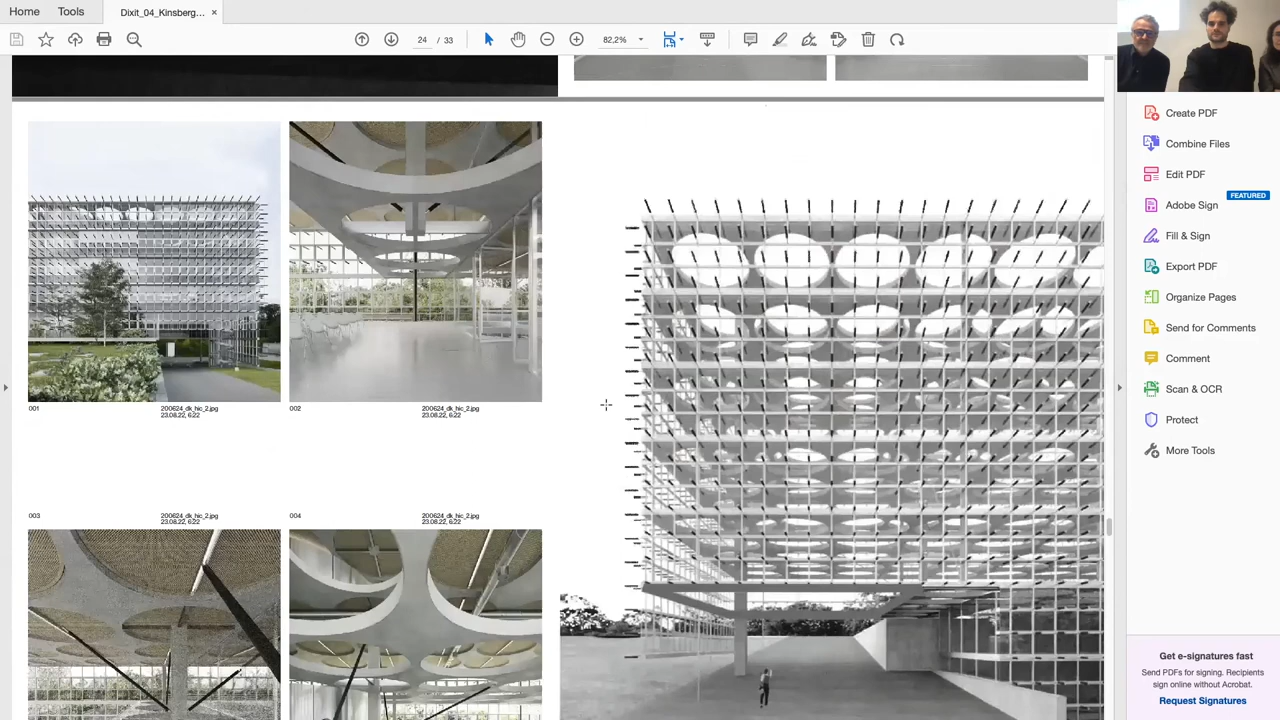 Home
Tools
Dixit_04_Kinsberg...
24 / 33
82,2%
Create PDF
Combine Files
Edit PDF
FEATURED
Adobe Sign
Fill & Sign
Export PDF
Organize Pages
Send for Comments
Comment
Scan & OCR
Protect
More Tools
001
200624_dk_hic_2.jpg
23.08.22, 6:22
002
200624_dk_hic_2.jpg
23.08.22, 6:22
003
200624_dk_hic_2.jpg
23.08.22, 6:22
004
200624_dk_hic_2.jpg
23.08.22, 6:22
Get e-signatures fast
Send PDFs for signing. Recipients
sign online without Acrobat.
Request Signatures